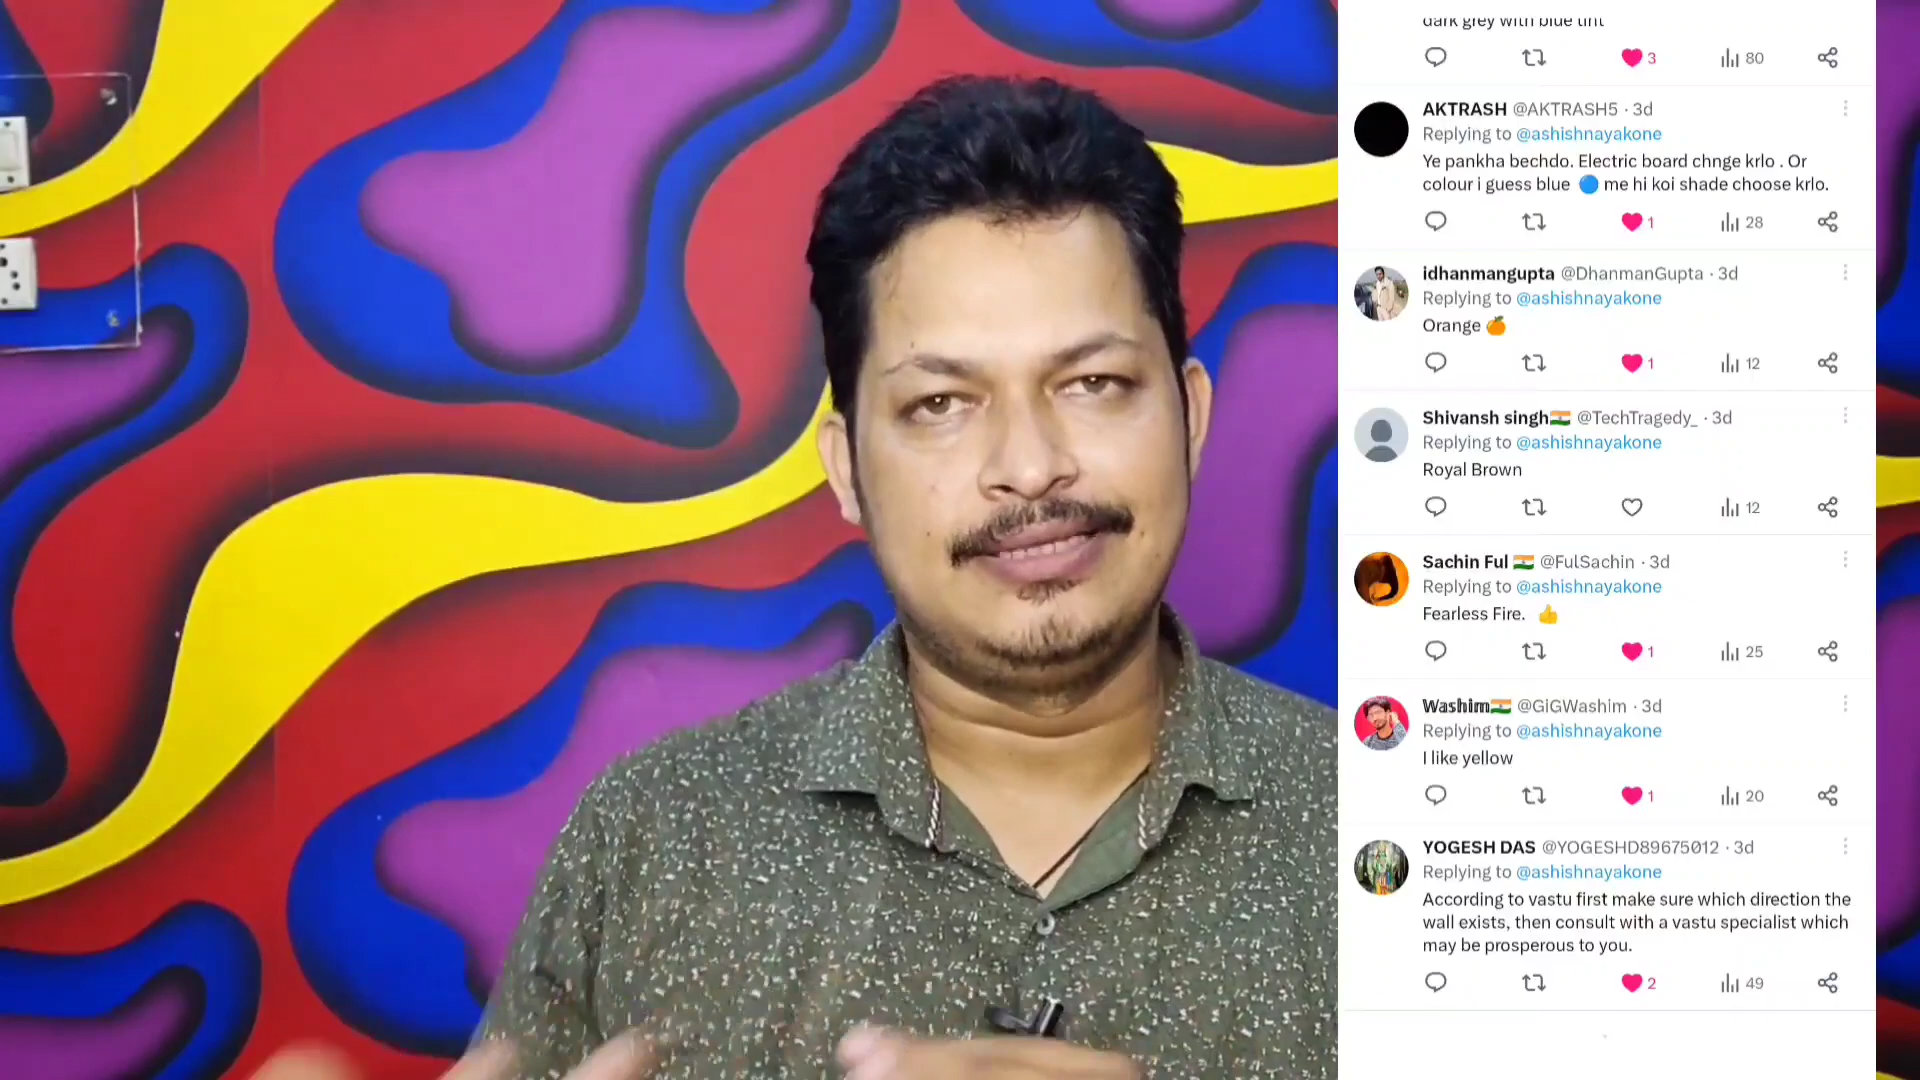 dark grey with blue tint
3 80
AKTRASH @AKTRASH5 · 3d
Replying to @ashishnayakone
Ye pankha bechdo. Electric board chnge krlo . Or
colour i guess blue 🔵 me hi koi shade choose krlo.
1 28
idhanmangupta @DhanmanGupta · 3d
Replying to @ashishnayakone
Orange 🍊
1 12
Shivansh singh🇮🇳 @TechTragedy_ · 3d
Replying to @ashishnayakone
Royal Brown
12
Sachin Ful 🇮🇳 @FulSachin · 3d
Replying to @ashishnayakone
Fearless Fire. 👍
1 25
Washim🇮🇳 @GiGWashim · 3d
Replying to @ashishnayakone
I like yellow
1 20
YOGESH DAS @YOGESHD89675012 · 3d
Replying to @ashishnayakone
According to vastu first make sure which direction the
wall exists, then consult with a vastu specialist which
may be prosperous to you.
2 49